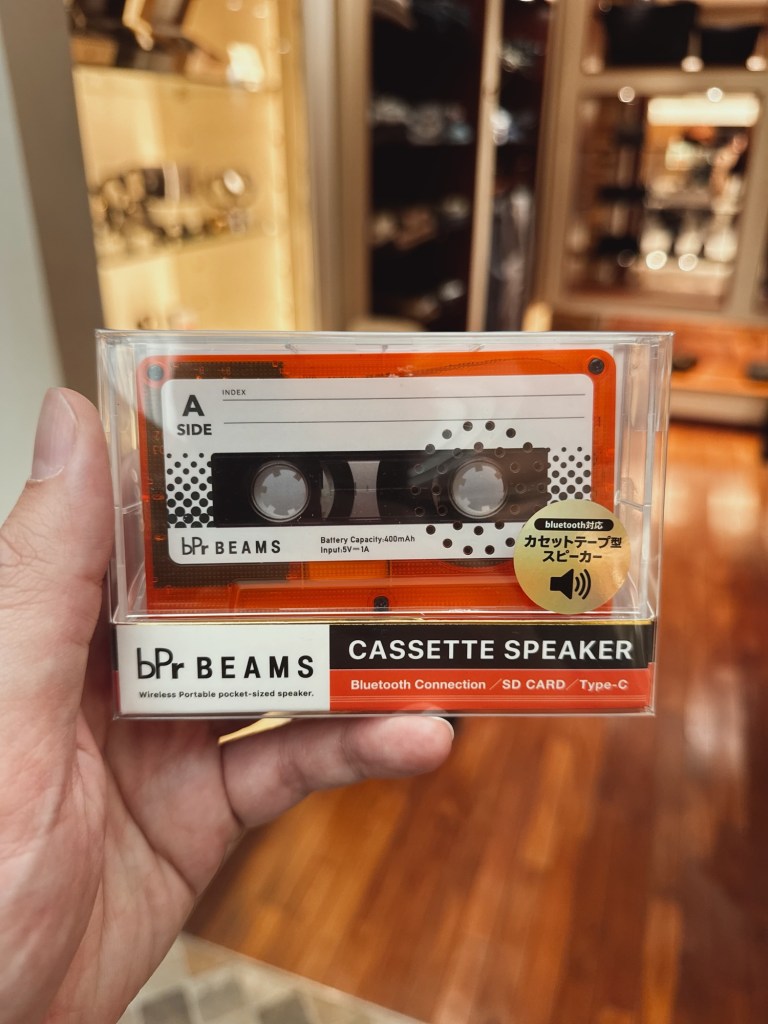 A
SIDE
INDEX
bPr BEAMS
Battery Capacity:400mAh
Input:5V⎓1A
bluetooth対応
カセットテープ型
スピーカー
bPr BEAMS
Wireless Portable pocket-sized speaker.
CASSETTE SPEAKER
Bluetooth Connection／SD CARD／Type-C